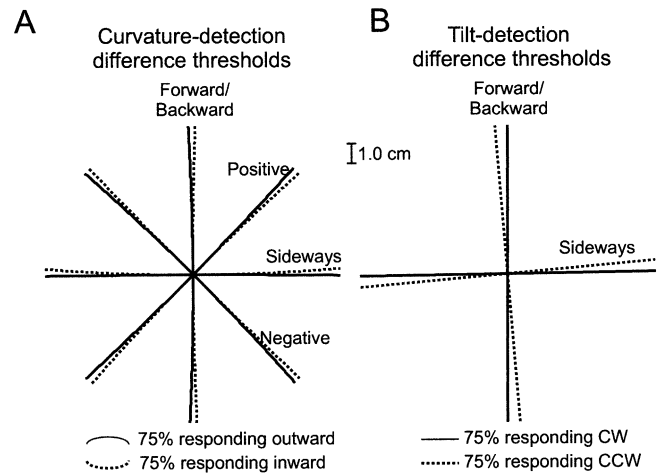 A
Curvature-detection
difference thresholds
Forward/
Backward
Positive
Sideways
Negative
75% responding outward
75% responding inward
B
Tilt-detection
difference thresholds
Forward/
Backward
1.0 cm
Sideways
75% responding CW
75% responding CCW